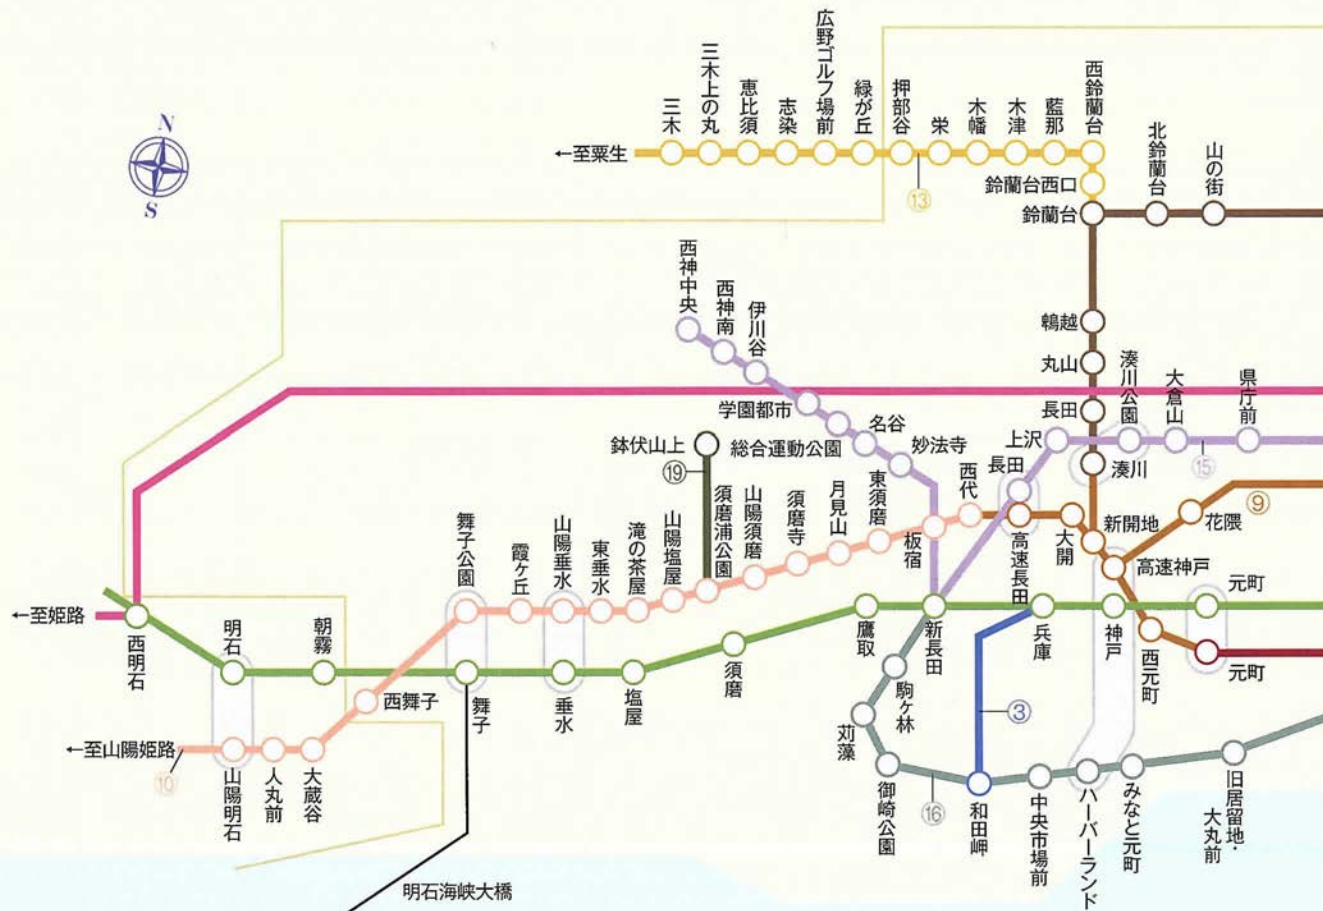 N
S
←至粟生
三木
三木上の丸
恵比須
志染
広野ゴルフ場前
緑が丘
押部谷
栄
木幡
木津
藍那
西鈴蘭台
⑬
鈴蘭台西口
鈴蘭台
北鈴蘭台
山の街
鵯越
丸山
長田
湊川
西神中央
西神南
伊川谷
学園都市
総合運動公園
名谷
妙法寺
上沢
長田
湊川公園
大倉山
県庁前
⑮
鉢伏山上
⑲
舞子公園
霞ヶ丘
山陽垂水
東垂水
滝の茶屋
山陽塩屋
須磨浦公園
山陽須磨
須磨寺
月見山
東須磨
板宿
西代
高速長田
大開
新開地
高速神戸
花隈
⑨
西元町
元町
元町
←至姫路
西明石
明石
朝霧
舞子
垂水
塩屋
須磨
鷹取
新長田
兵庫
神戸
←至山陽姫路
⑩
山陽明石
人丸前
大蔵谷
西舞子
駒ヶ林
苅藻
御崎公園
⑯
③
和田岬
中央市場前
ハーバーランド
みなと元町
旧居留地・
大丸前
明石海峡大橋